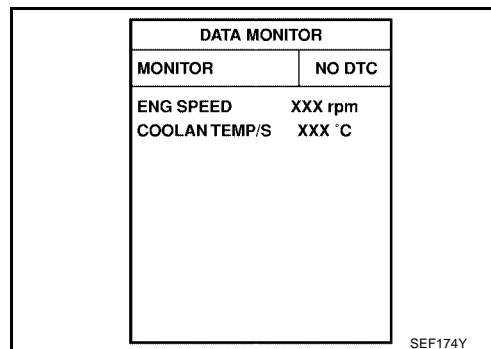 DATA MONITOR
MONITOR NO DTC
ENG SPEED XXX rpm
COOLAN TEMP/S XXX °C
SEF174Y